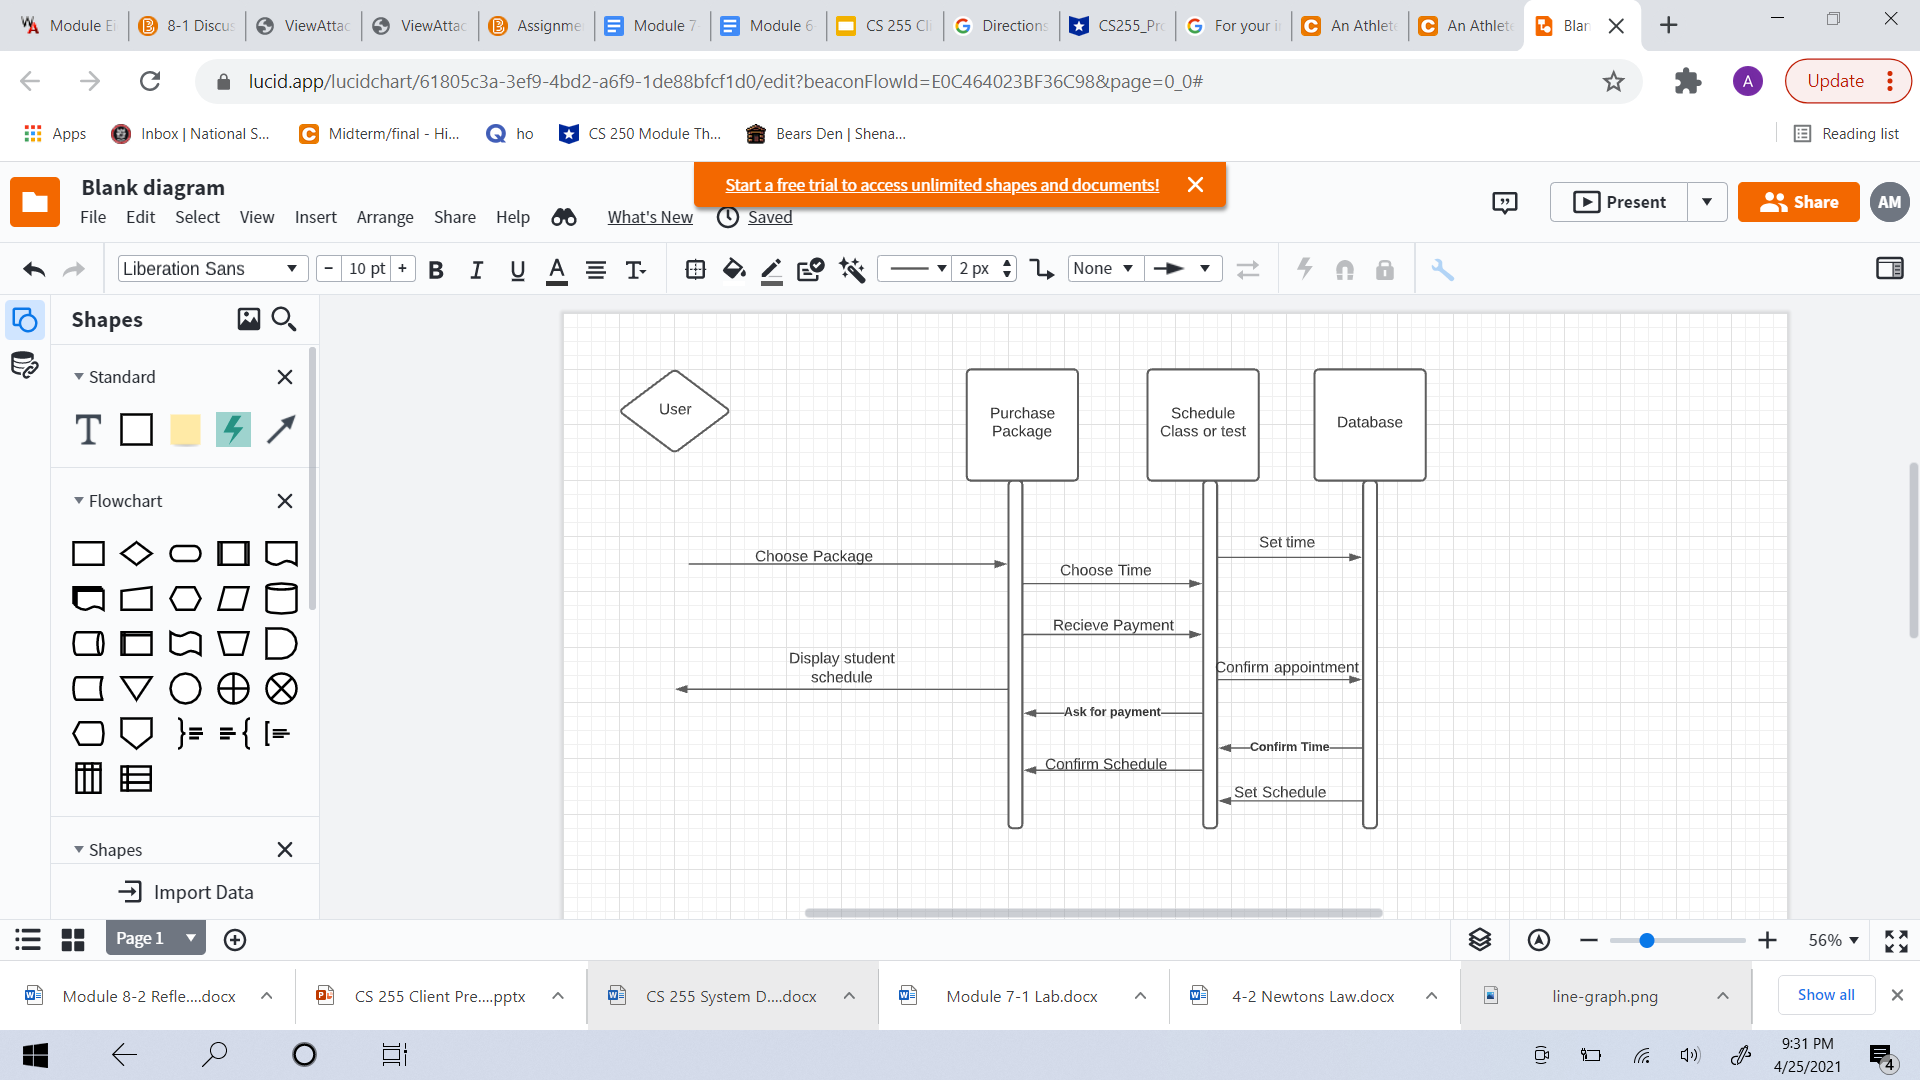 Module Ei
8-1 Discus
ViewAttac
ViewAttac
Assignme
Module 7-
Module 6-
CS 255 Cli
Directions
CS255_Pro
For your i
An Athlete
An Athlete
Blan
lucid.app/lucidchart/61805c3a-3ef9-4bd2-a6f9-1de88bfcf1d0/edit?beaconFlowId=E0C464023BF36C98&page=0_0#
A
Update
Apps
Inbox | National S...
Midterm/final - Hi...
ho
CS 250 Module Th...
Bears Den | Shena...
Reading list
Blank diagram
Start a free trial to access unlimited shapes and documents!
File Edit Select View Insert Arrange Share Help
What's New
Saved
Present
Share
AM
Liberation Sans
- 10 pt +
B I U A T
2 px
None
Shapes
Standard
T
Flowchart
Shapes
Import Data
User
Purchase
Package
Schedule
Class or test
Database
Set time
Choose Package
Choose Time
Recieve Payment
Display student
schedule
Confirm appointment
Ask for payment
Confirm Time
Confirm Schedule
Set Schedule
Page 1
56%
Module 8-2 Refle....docx
CS 255 Client Pre....pptx
CS 255 System D....docx
Module 7-1 Lab.docx
4-2 Newtons Law.docx
line-graph.png
Show all
9:31 PM
4/25/2021
4